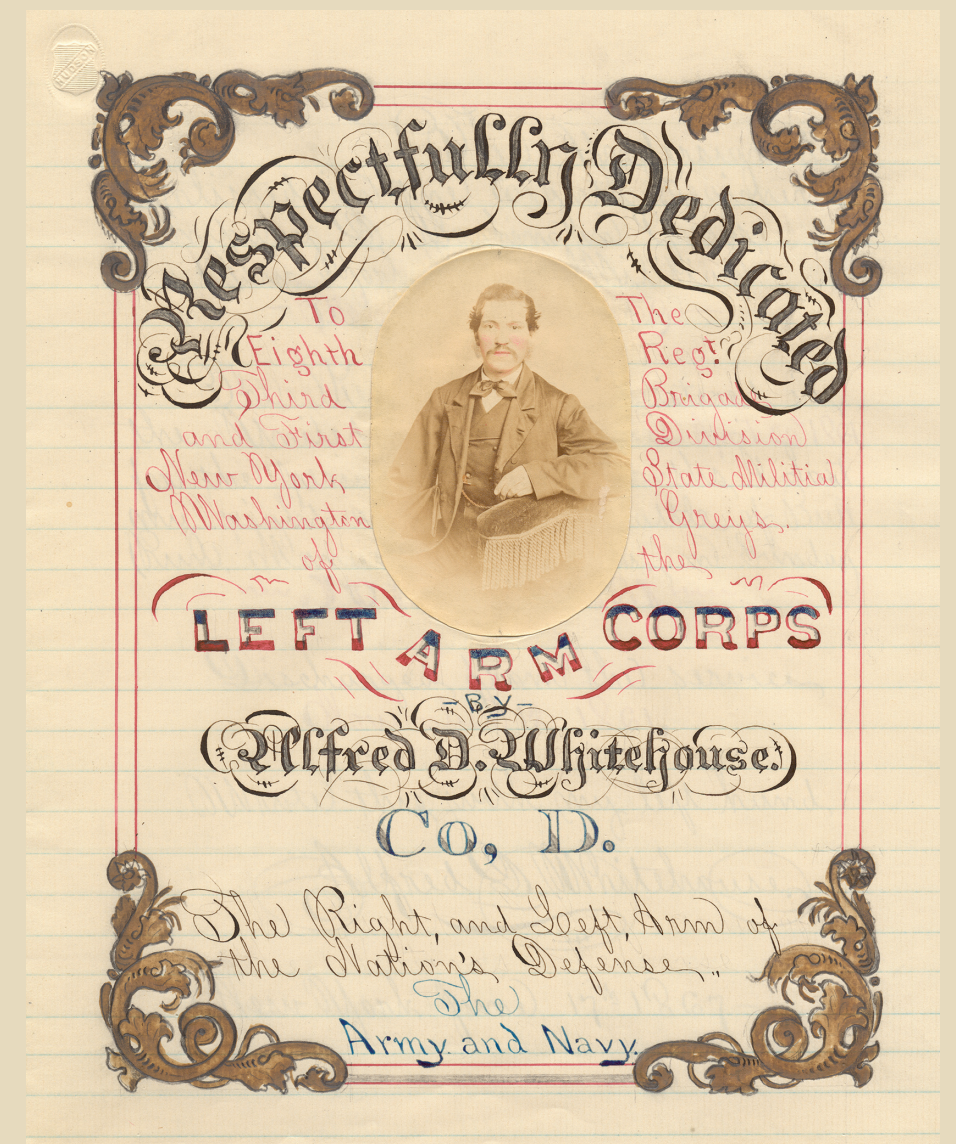 HUDSON
Respectfully Dedicated
To The
Eighth Regt.
Third Brigade
and First Division
New York State Militial
Washington Greys.
of the
LEFT ARM CORPS
-BY-
Alfred D. Whitehouse.
Co, D.
The Right, and Left, Arm of
the Nation's Defense,,
The
Army and Navy.